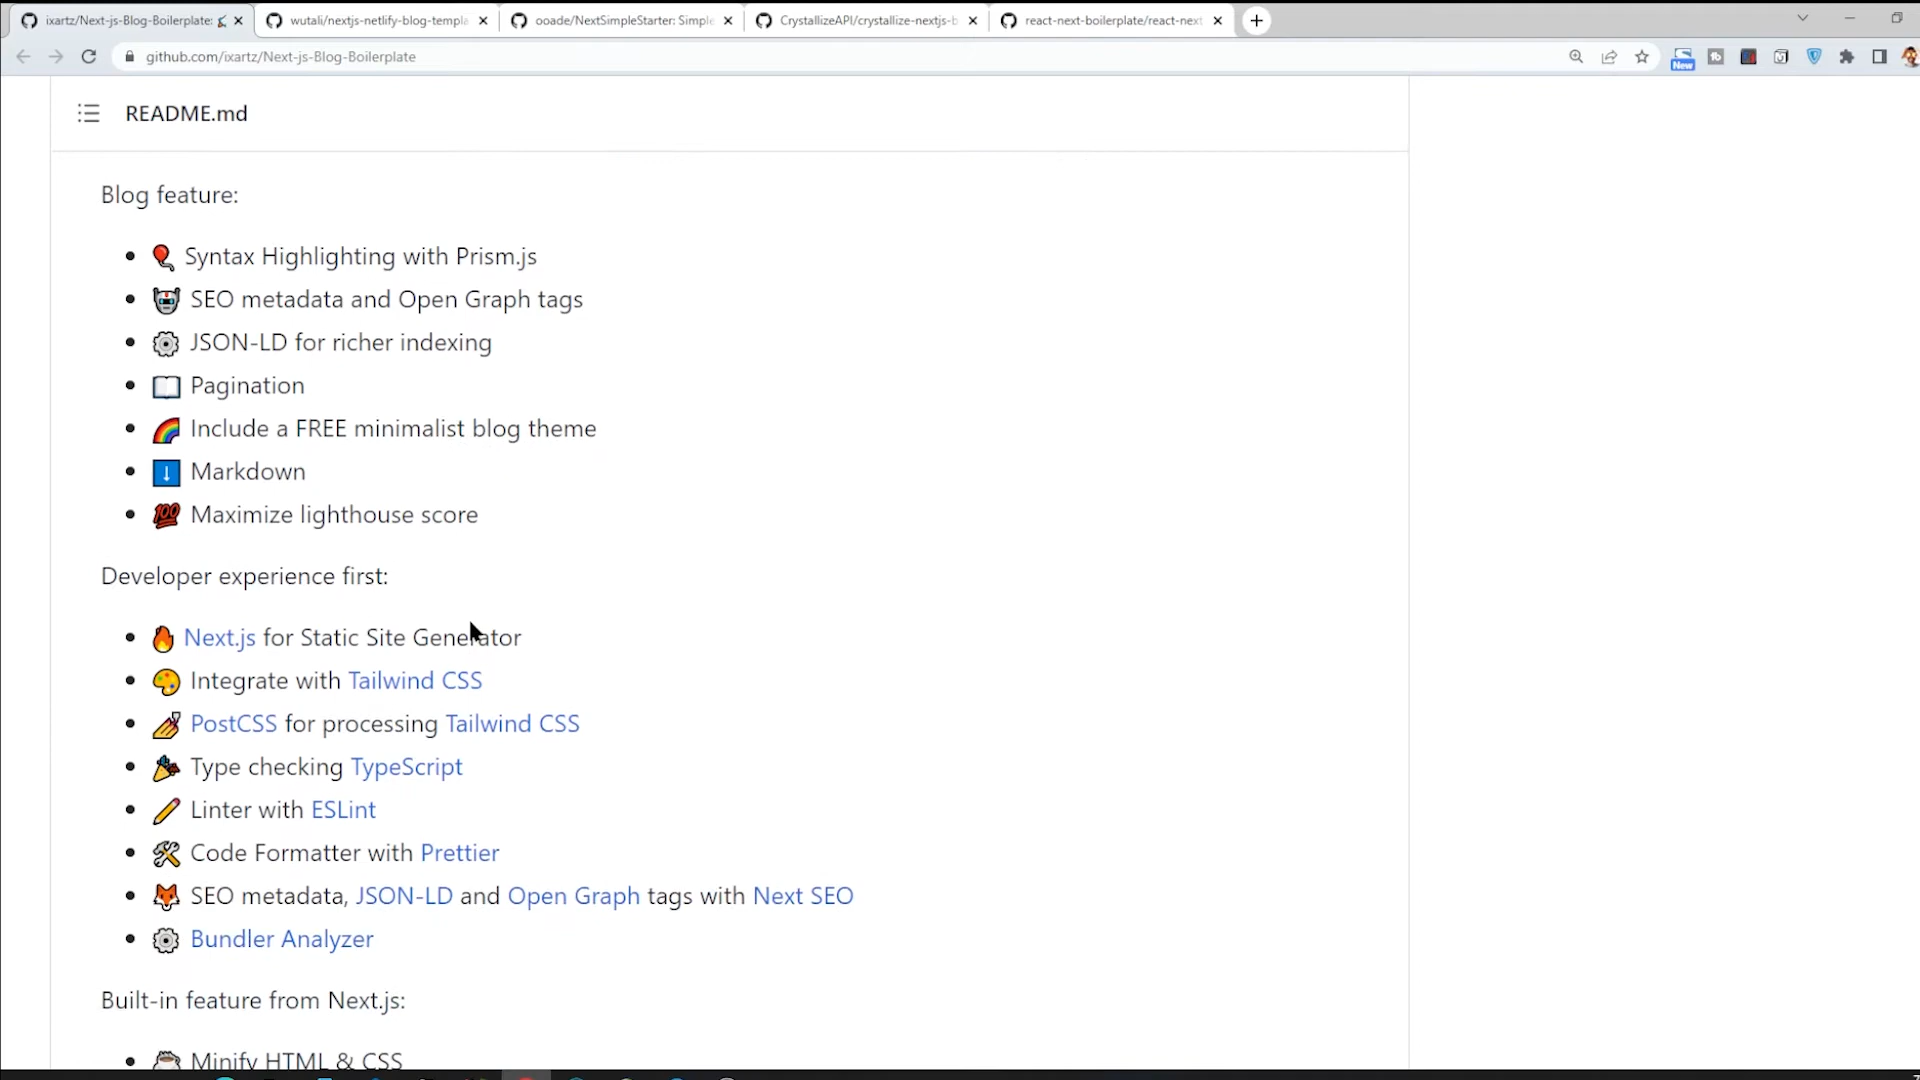 ixartz/Next-js-Blog-Boilerplate:
wutali/nextjs-netlify-blog-templa
ooade/NextSimpleStarter: Simple
CrystallizeAPI/crystallize-nextjs-b
react-next-boilerplate/react-next
github.com/ixartz/Next-js-Blog-Boilerplate
New
README.md
Blog feature:
Syntax Highlighting with Prism.js
SEO metadata and Open Graph tags
JSON-LD for richer indexing
Pagination
Include a FREE minimalist blog theme
Markdown
100 Maximize lighthouse score
Developer experience first:
Next.js for Static Site Generator
Integrate with Tailwind CSS
PostCSS for processing Tailwind CSS
Type checking TypeScript
Linter with ESLint
Code Formatter with Prettier
SEO metadata, JSON-LD and Open Graph tags with Next SEO
Bundler Analyzer
Built-in feature from Next.js:
Minify HTML & CSS